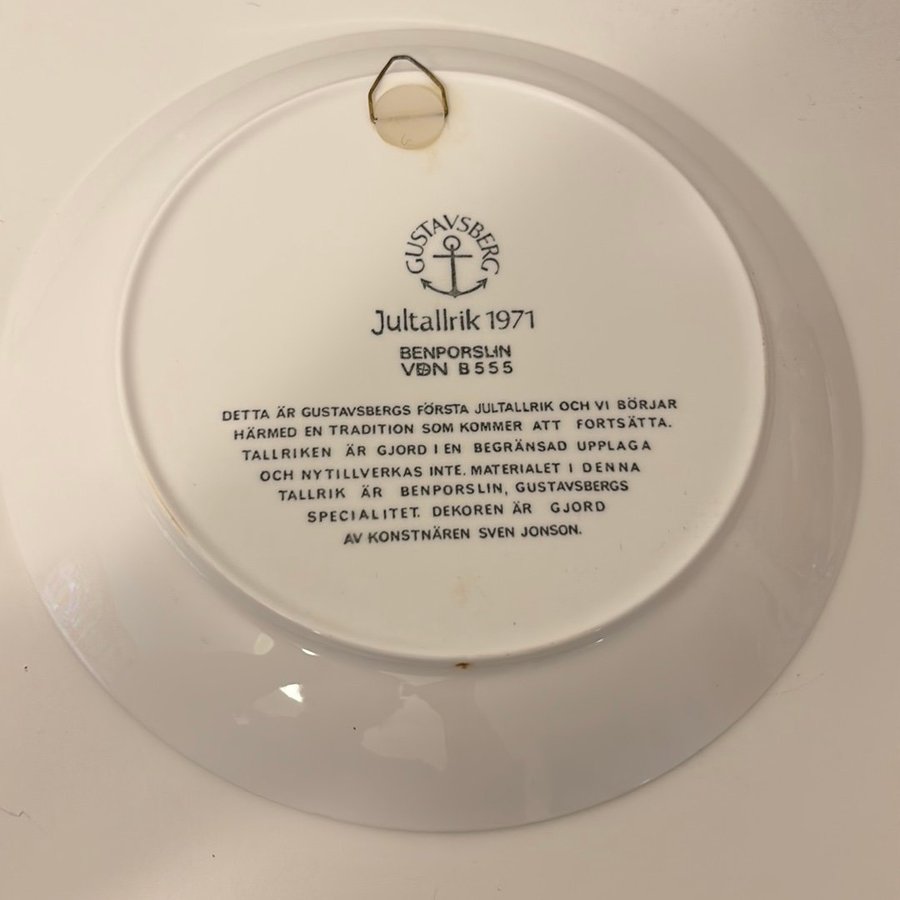 GUSTAVSBERG
Jultallrik 1971
BENPORSLIN
VDN B555
DETTA ÄR GUSTAVSBERGS FÖRSTA JULTALLRIK OCH VI BÖRJAR
HÄRMED EN TRADITION SOM KOMMER ATT FORTSÄTTA.
TALLRIKEN ÄR GJORD I EN BEGRÄNSAD UPPLAGA
OCH NYTILLVERKAS INTE. MATERIALET I DENNA
TALLRIK ÄR BENPORSLIN, GUSTAVSBERGS
SPECIALITET. DEKOREN ÄR GJORD
AV KONSTNÄREN SVEN JONSON.